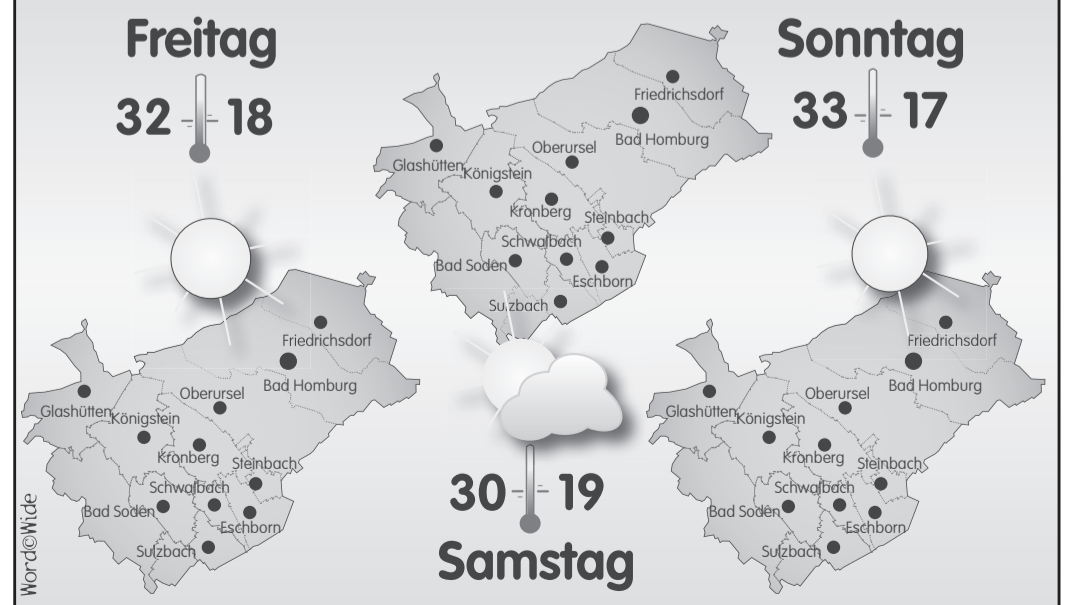 Freitag
32 18
Friedrichsdorf
Bad Homburg
Oberursel
Glashütten
Königstein
Kronberg
Steinbach
Schwalbach
Bad Soden
Eschborn
Sulzbach
Friedrichsdorf
Bad Homburg
Oberursel
Glashütten
Königstein
Kronberg
Steinbach
Schwalbach
Bad Soden
Eschborn
Sulzbach
30 19
Samstag
Sonntag
33 17
Friedrichsdorf
Bad Homburg
Oberursel
Glashütten
Königstein
Kronberg
Steinbach
Schwalbach
Bad Soden
Eschborn
Sulzbach
Word©Wide